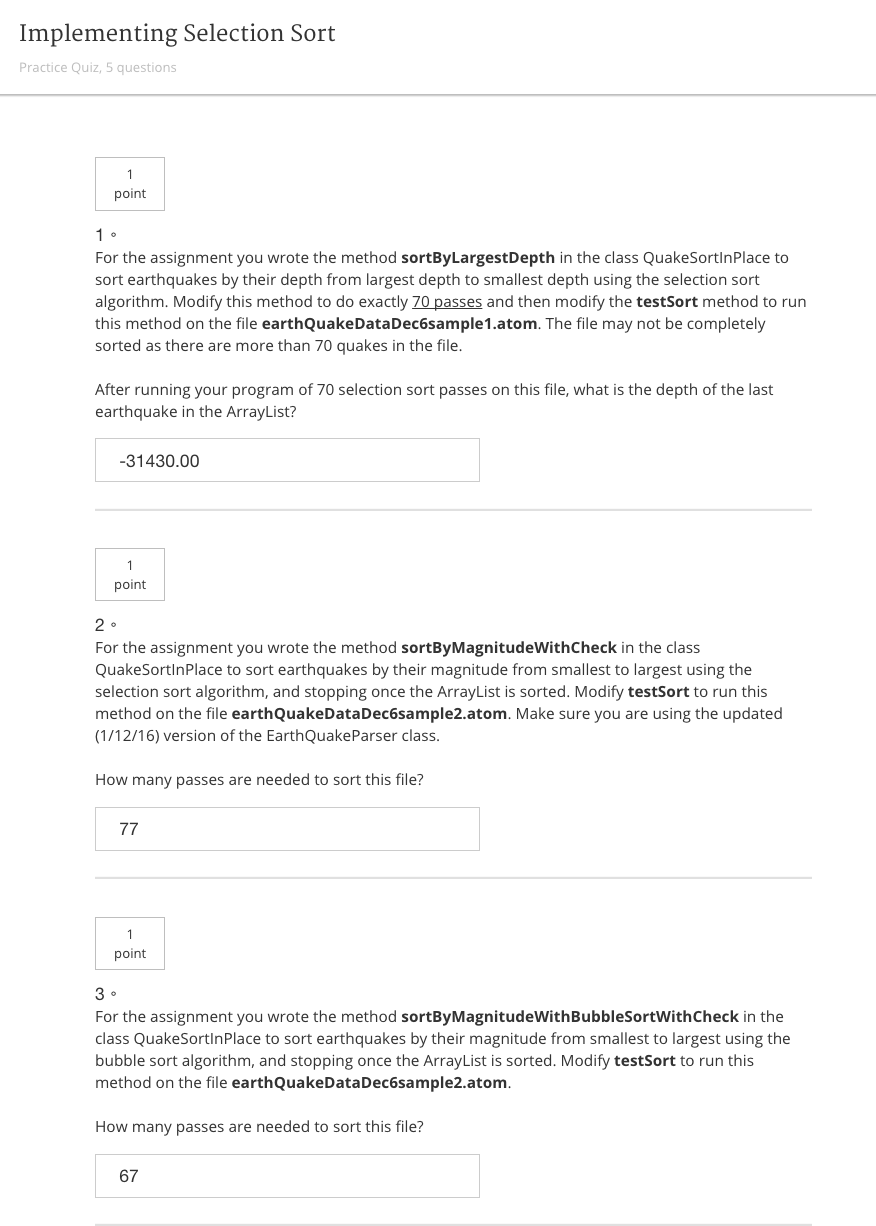 Implementing Selection Sort
Practice Quiz, 5 questions
1
point
1 ∘
For the assignment you wrote the method sortByLargestDepth in the class QuakeSortInPlace to
sort earthquakes by their depth from largest depth to smallest depth using the selection sort
algorithm. Modify this method to do exactly 70 passes and then modify the testSort method to run
this method on the file earthQuakeDataDec6sample1.atom. The file may not be completely
sorted as there are more than 70 quakes in the file.
After running your program of 70 selection sort passes on this file, what is the depth of the last
earthquake in the ArrayList?
-31430.00
1
point
2 ∘
For the assignment you wrote the method sortByMagnitudeWithCheck in the class
QuakeSortInPlace to sort earthquakes by their magnitude from smallest to largest using the
selection sort algorithm, and stopping once the ArrayList is sorted. Modify testSort to run this
method on the file earthQuakeDataDec6sample2.atom. Make sure you are using the updated
(1/12/16) version of the EarthQuakeParser class.
How many passes are needed to sort this file?
77
1
point
3 ∘
For the assignment you wrote the method sortByMagnitudeWithBubbleSortWithCheck in the
class QuakeSortInPlace to sort earthquakes by their magnitude from smallest to largest using the
bubble sort algorithm, and stopping once the ArrayList is sorted. Modify testSort to run this
method on the file earthQuakeDataDec6sample2.atom.
How many passes are needed to sort this file?
67